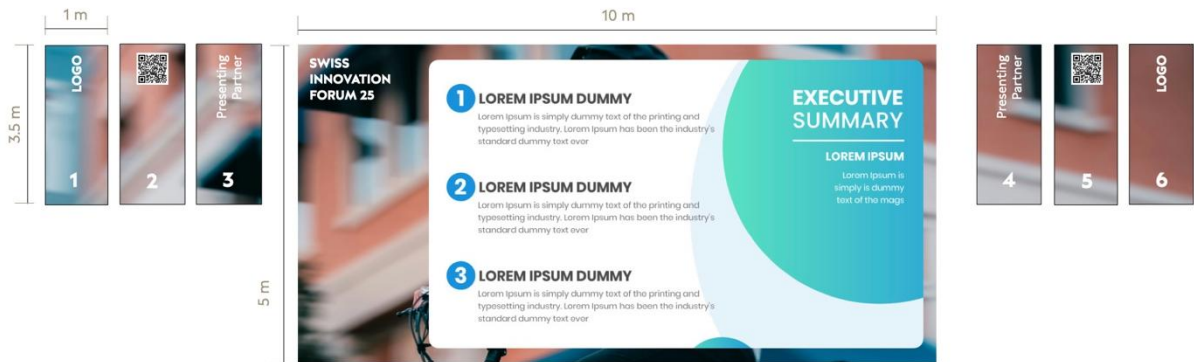 1 m
10 m
3.5 m
LOGO
1
2
Presenting
Partner
3
5 m
SWISS
INNOVATION
FORUM 25
1
LOREM IPSUM DUMMY
Lorem Ipsum is simply dummy text of the printing and
typesetting industry. Lorem Ipsum has been the industry's
standard dummy text ever
2
LOREM IPSUM DUMMY
Lorem Ipsum is simply dummy text of the printing and
typesetting industry. Lorem Ipsum has been the industry's
standard dummy text ever
3
LOREM IPSUM DUMMY
Lorem Ipsum is simply dummy text of the printing and
typesetting industry. Lorem Ipsum has been the industry's
standard dummy text ever
EXECUTIVE
SUMMARY
LOREM IPSUM
Lorem Ipsum is
simply is dummy
text of the mags
Presenting
Partner
4
5
LOGO
6